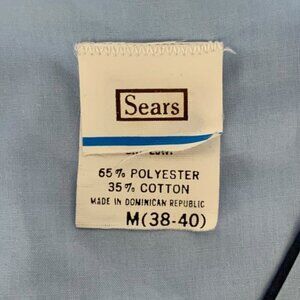 Sears
65% POLYESTER
35% COTTON
MADE IN DOMINICAN REPUBLIC
M(38-40)